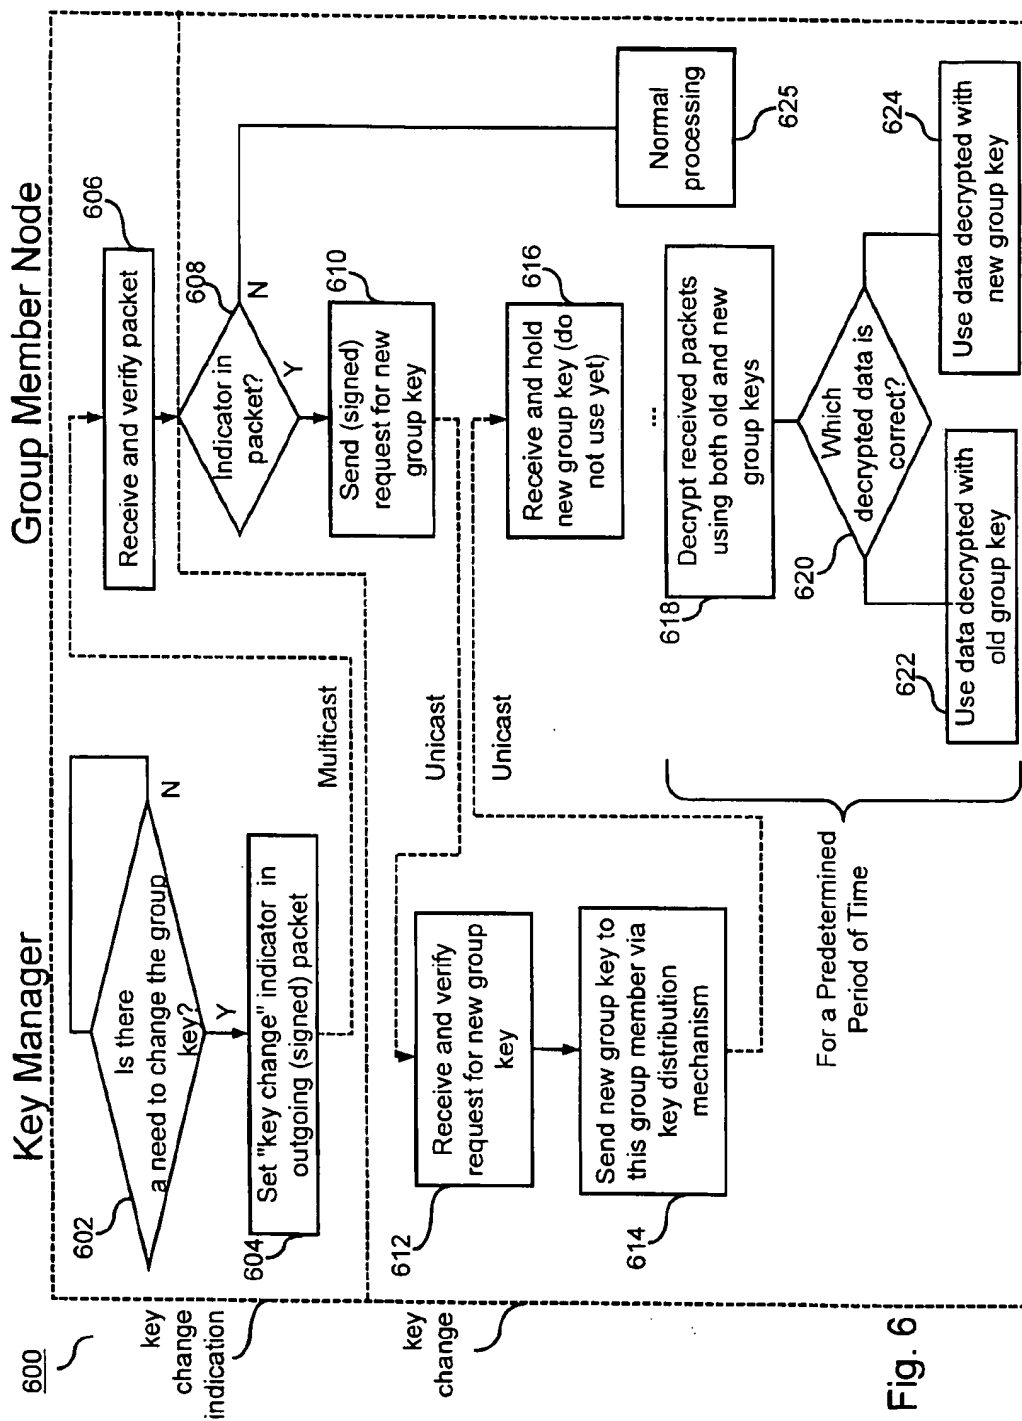 600
Key Manager
Group Member Node
key
change
indication
602
Is there
a need to change the group
key?
N
Y
604
Set "key change" indicator in
outgoing (signed) packet
Multicast
606
Receive and verify packet
608
Indicator in
packet?
N
Y
610
Send (signed)
request for new
group key
Unicast
key
change
612
Receive and verify
request for new group
key
614
Send new group key to
this group member via
key distribution
mechanism
Unicast
616
Receive and hold
new group key (do
not use yet)
...
Normal
processing
625
For a Predetermined
Period of Time
618
Decrypt received packets
using both old and new
group keys
620
Which
decrypted data is
correct?
622
Use data decrypted with
old group key
624
Use data decrypted with
new group key
Fig. 6